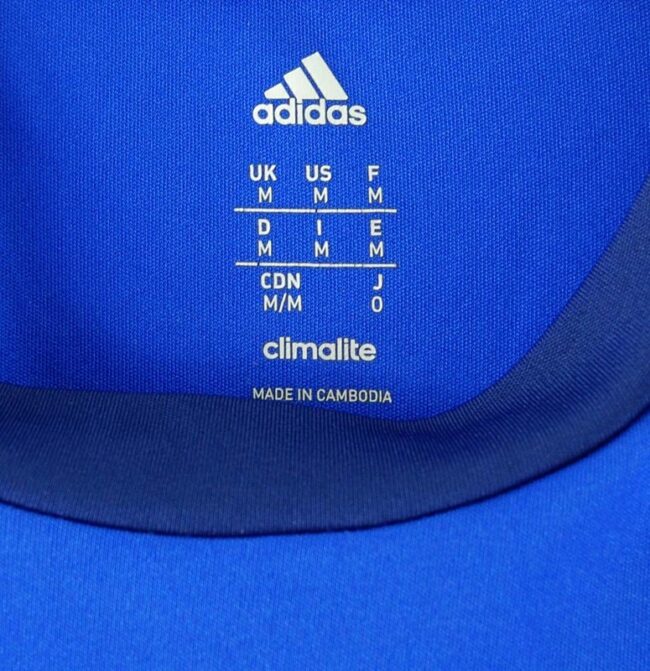 adidas
UK US F
M M M
D I E
M M M
CDN J
M/M O
climalite
MADE IN CAMBODIA